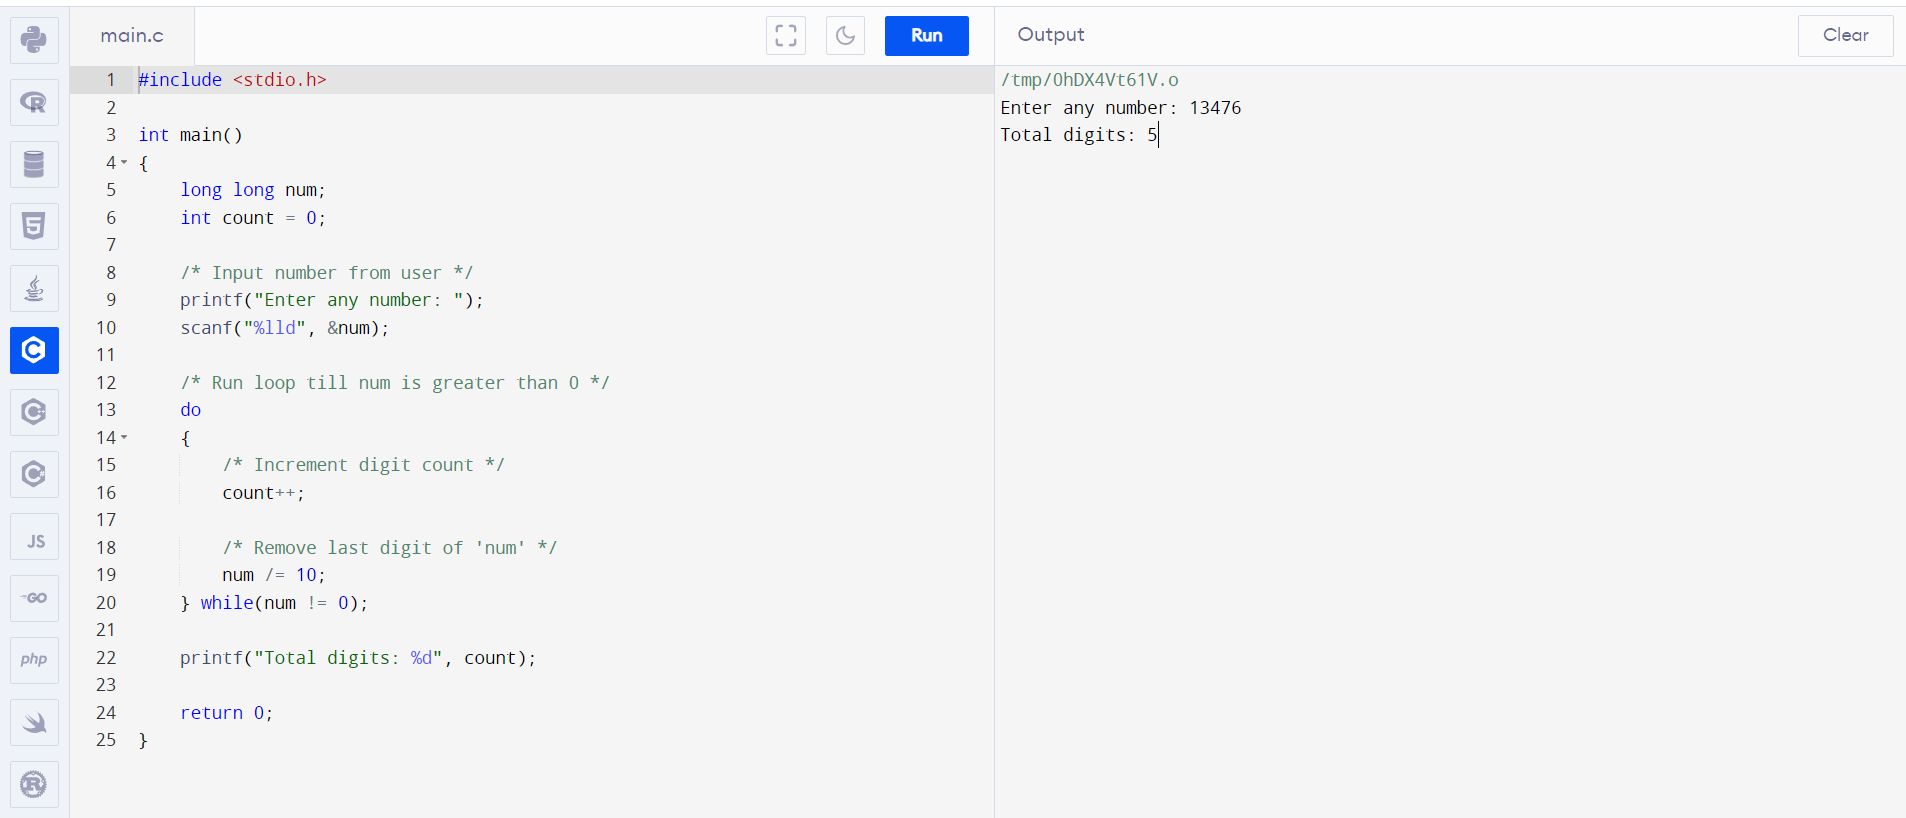 main.c
Run
Output
Clear
1 #include <stdio.h>
2
3 int main()
4 {
5     long long num;
6     int count = 0;
7
8     /* Input number from user */
9     printf("Enter any number: ");
10     scanf("%lld", &num);
11
12     /* Run loop till num is greater than 0 */
13     do
14     {
15         /* Increment digit count */
16         count++;
17
18         /* Remove last digit of 'num' */
19         num /= 10;
20     } while(num != 0);
21
22     printf("Total digits: %d", count);
23
24     return 0;
25 }
/tmp/0hDX4Vt61V.o
Enter any number: 13476
Total digits: 5
R
5
C
C
C#
JS
GO
php
R